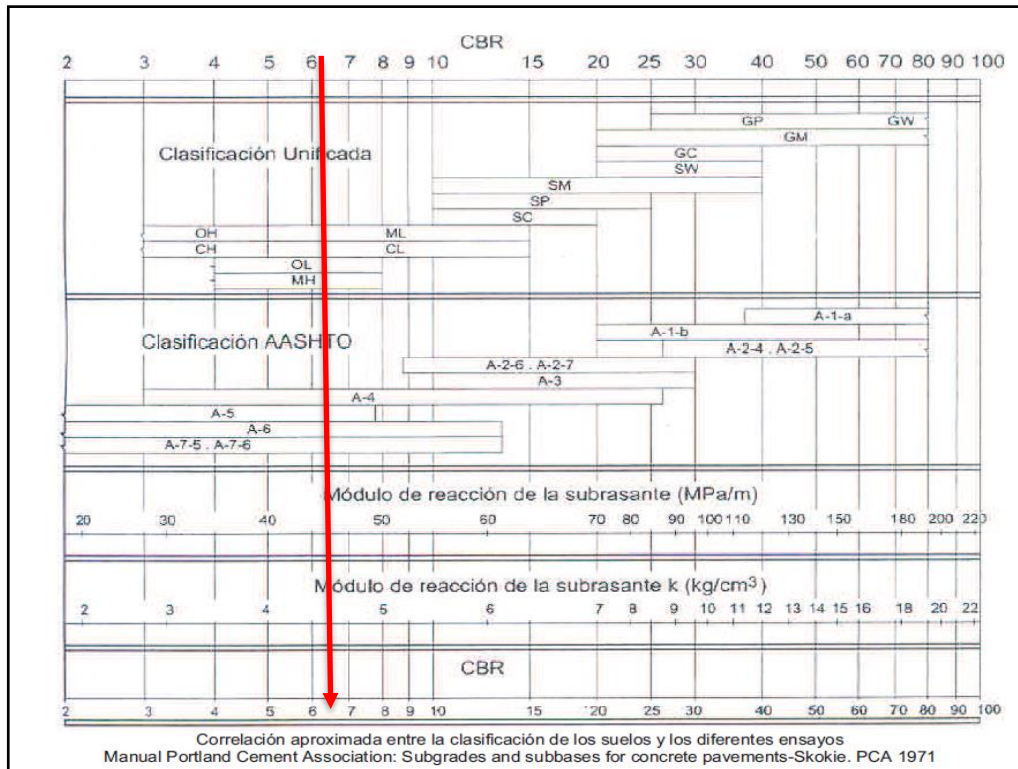 CBR
2 3 4 5 6 7 8 9 10 15 20 25 30 40 50 60 70 80 100
GP GW
GM
Clasificación Unificada
GC
SW
SM
SP
SC
OH ML
CH CL
OL
MH
A-1-a
A-1-b
Clasificación AASHTO
A-2-4 . A-2-5
A-2-6 . A-2-7
A-3
A-4
A-5
A-6
A-7-5 . A-7-6
Módulo de reacción de la subrasante (MPa/m)
20 30 40 50 60 70 80 90 100 110 130 150 180 200 220
Módulo de reacción de la subrasante k (kg/cm³)
2 3 4 5 6 7 8 9 10 11 12 13 14 15 16 18 20 22
CBR
2 3 4 5 6 7 8 9 10 15 20 25 30 40 50 60 70 80 100
Correlación aproximada entre la clasificación de los suelos y los diferentes ensayos
Manual Portland Cement Association: Subgrades and subbases for concrete pavements-Skokie. PCA 1971